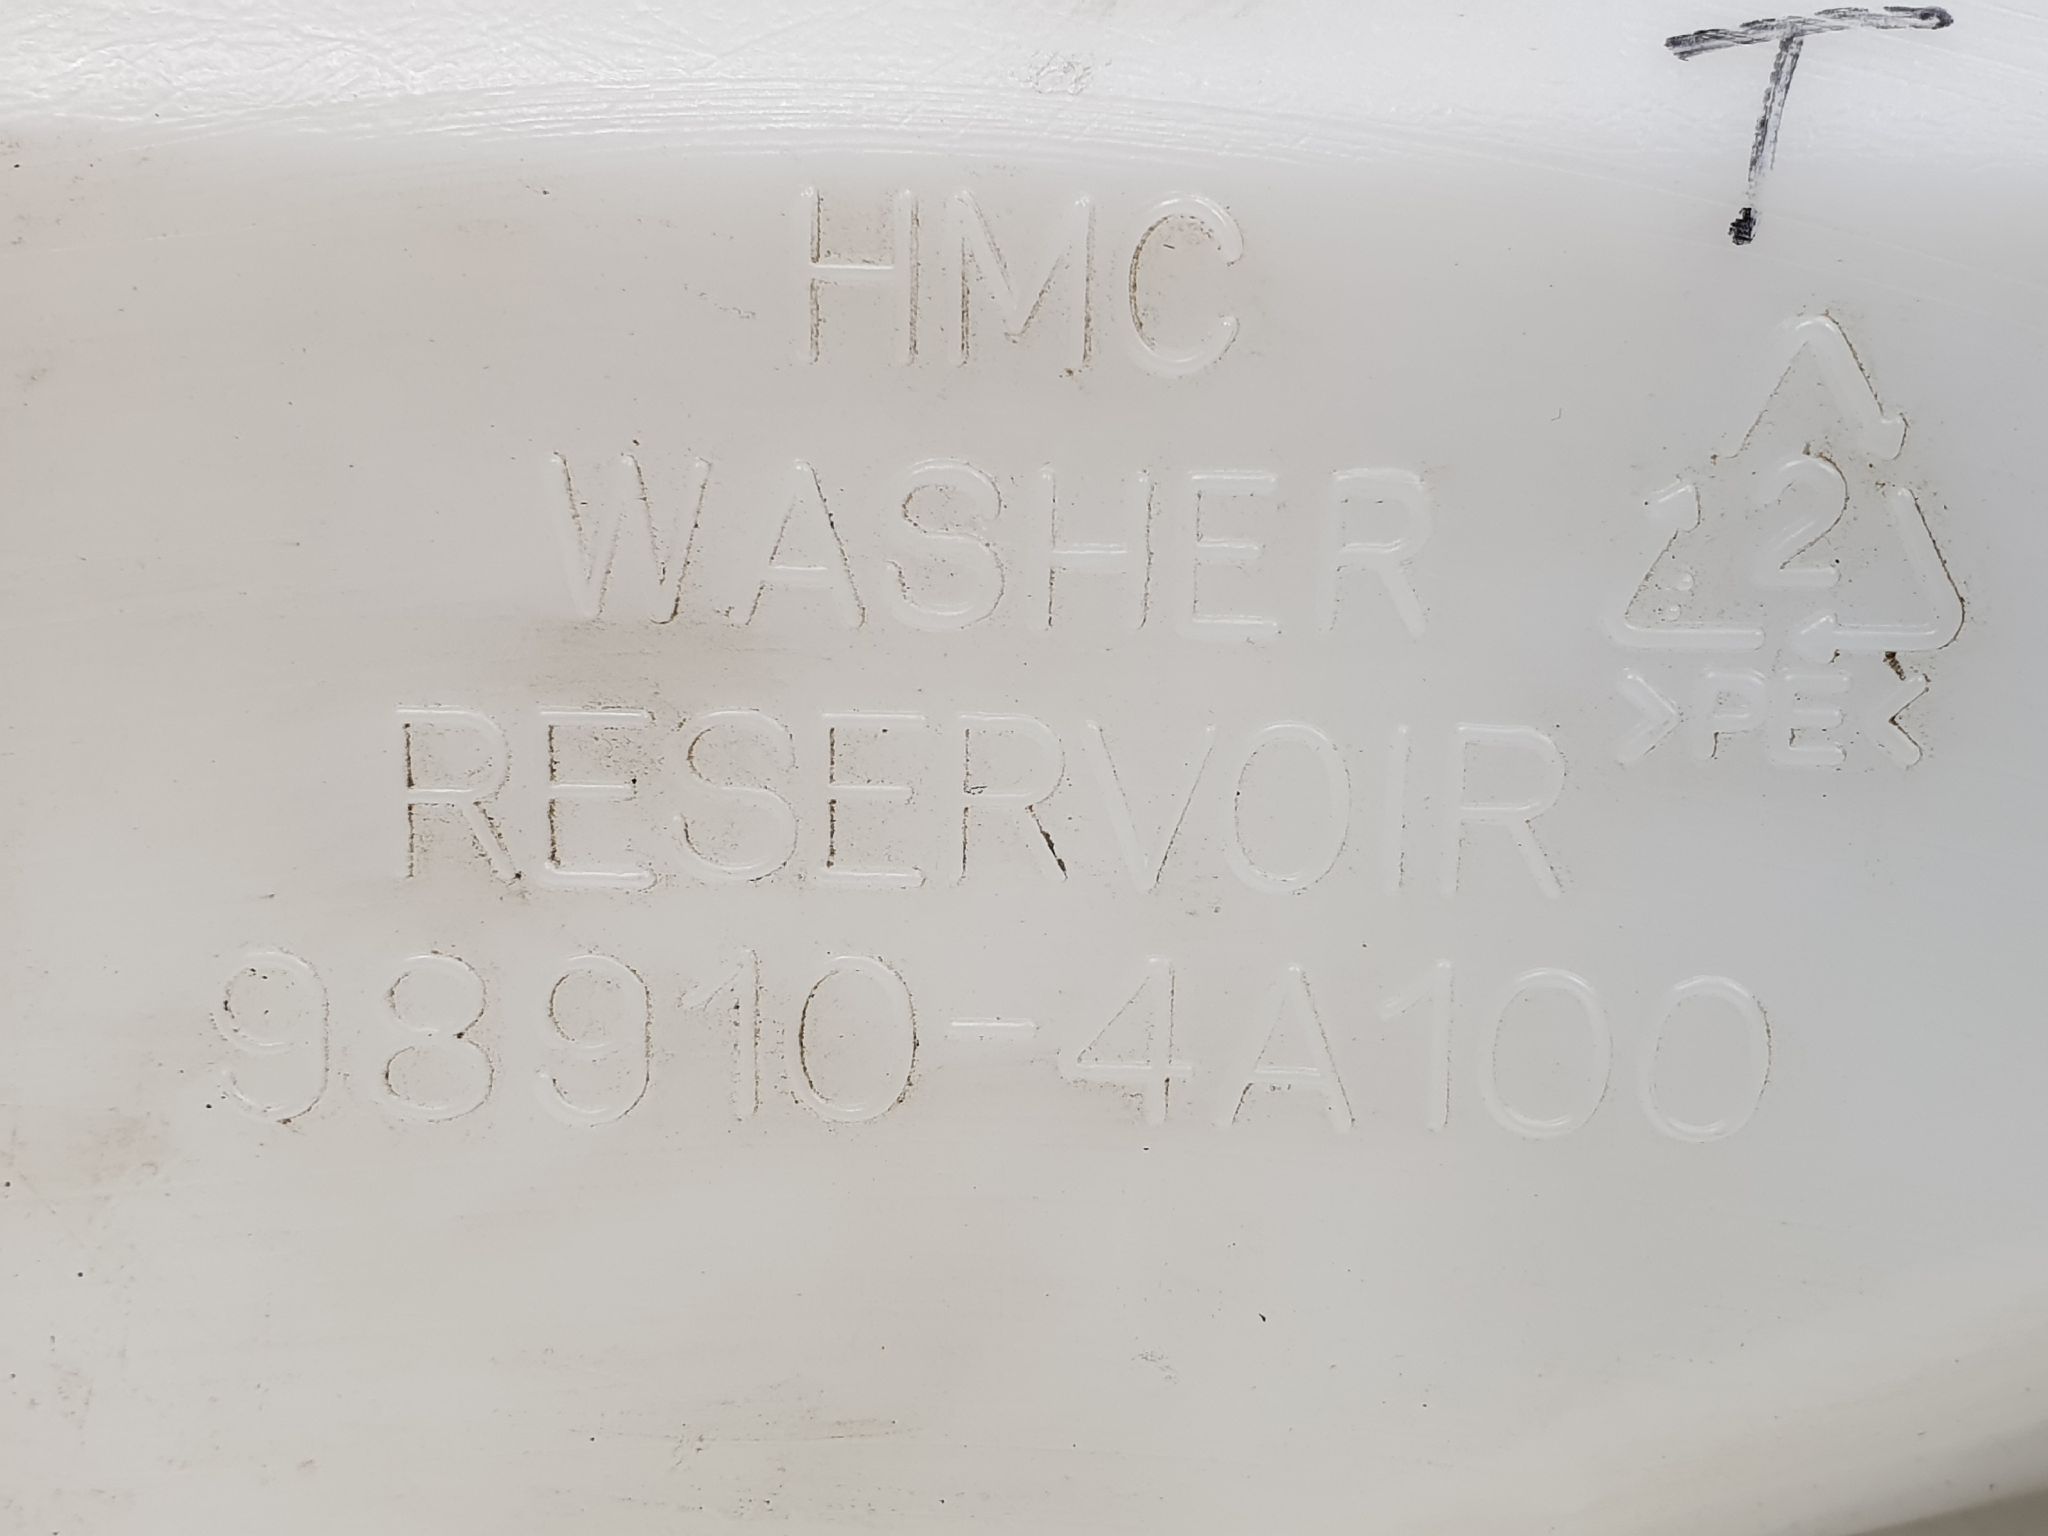 T
HMC
WASHER
2
>PE<
RESERVOIR
98910-4A100